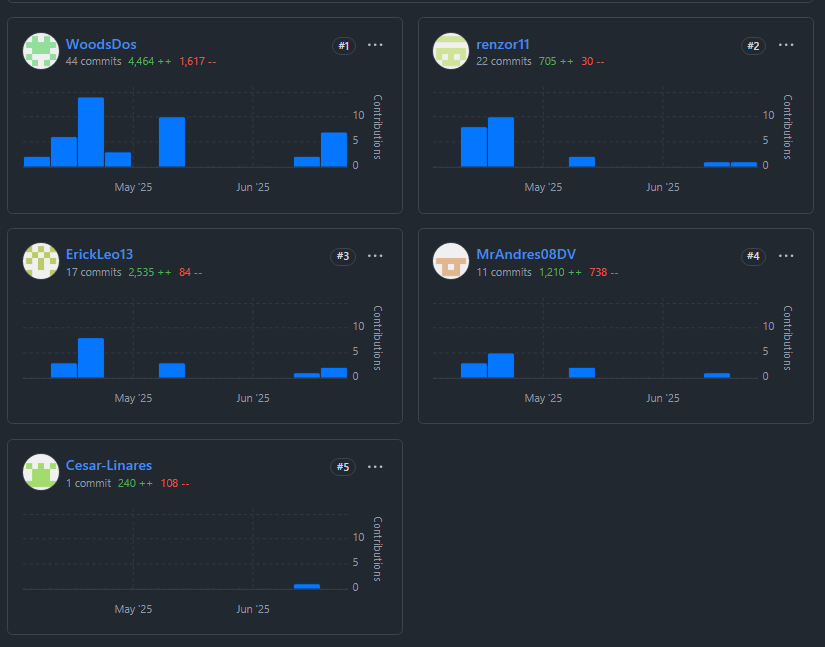 WoodsDos #1 ···
44 commits 4,464 ++ 1,617 --
10
5
0
Contributions
May '25 Jun '25
renzor11 #2 ···
22 commits 705 ++ 30 --
10
5
0
Contributions
May '25 Jun '25
ErickLeo13 #3 ···
17 commits 2,535 ++ 84 --
10
5
0
Contributions
May '25 Jun '25
MrAndres08DV #4 ···
11 commits 1,210 ++ 738 --
10
5
0
Contributions
May '25 Jun '25
Cesar-Linares #5 ···
1 commit 240 ++ 108 --
10
5
0
Contributions
May '25 Jun '25